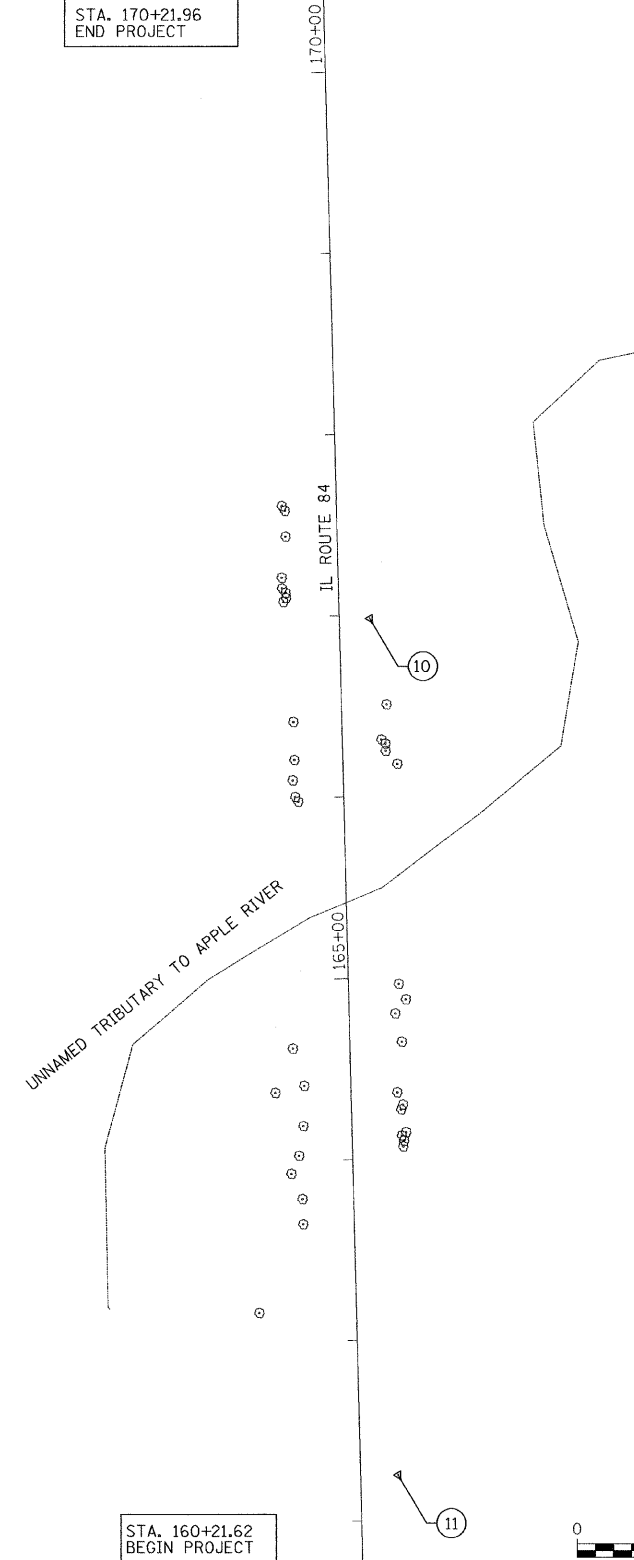 STA. 170+21.96
END PROJECT
170+00
IL ROUTE 84
10
UNNAMED TRIBUTARY TO APPLE RIVER
165+00
11
STA. 160+21.62
BEGIN PROJECT
0